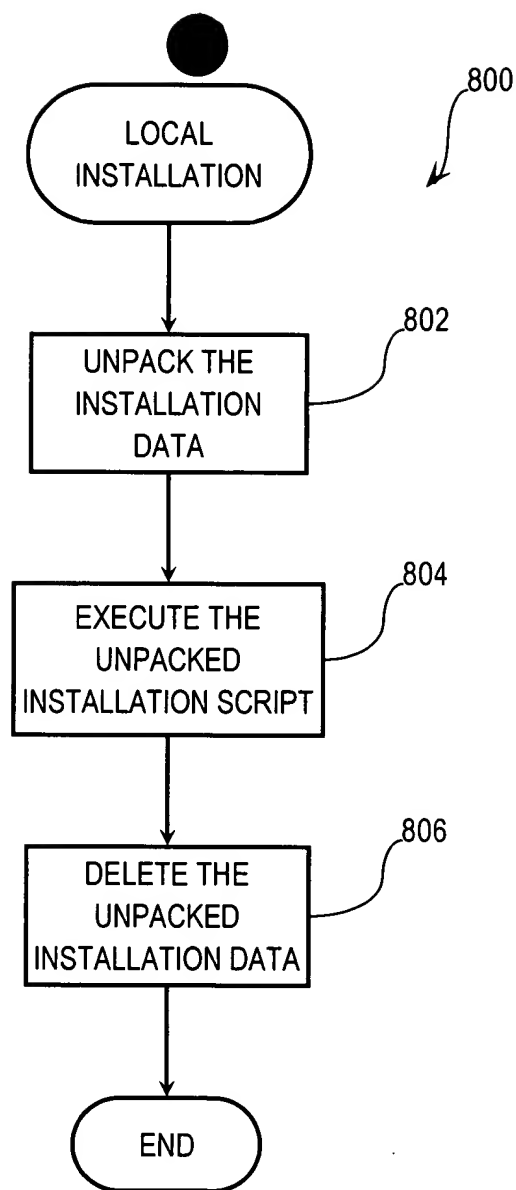 800
LOCAL
INSTALLATION
802
UNPACK THE
INSTALLATION
DATA
804
EXECUTE THE
UNPACKED
INSTALLATION SCRIPT
806
DELETE THE
UNPACKED
INSTALLATION DATA
END